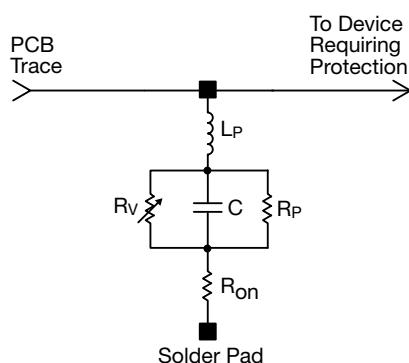 PCB
Trace
To Device
Requiring
Protection
LP
RV
C
RP
Ron
Solder Pad